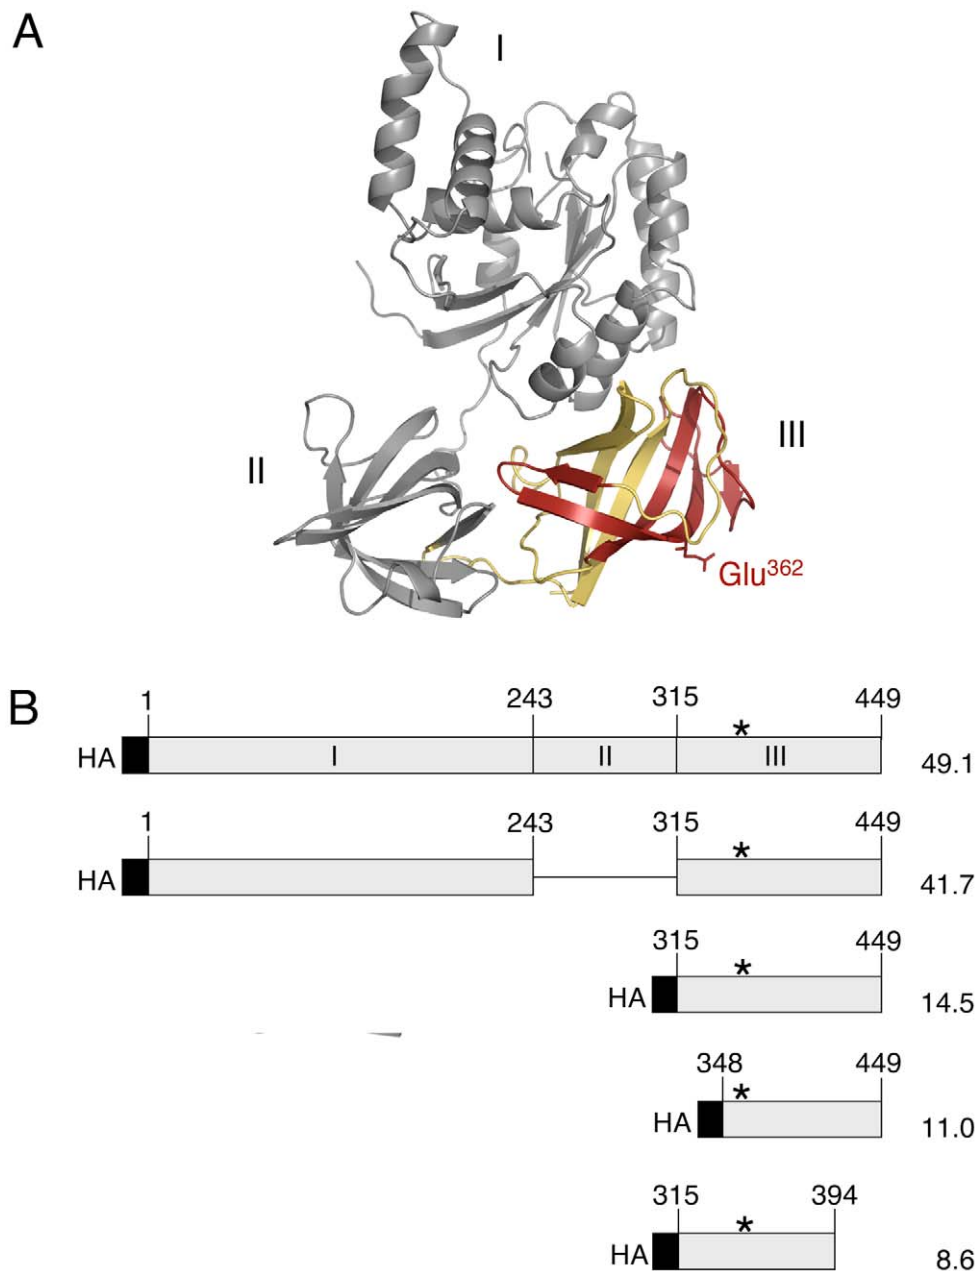 A
I
II
III
Glu³⁶²
B
1 243 315 449
*
HA I II III 49.1
1 243 315 449
*
HA 41.7
315 449
*
HA 14.5
348 449
*
HA 11.0
315 394
*
HA 8.6